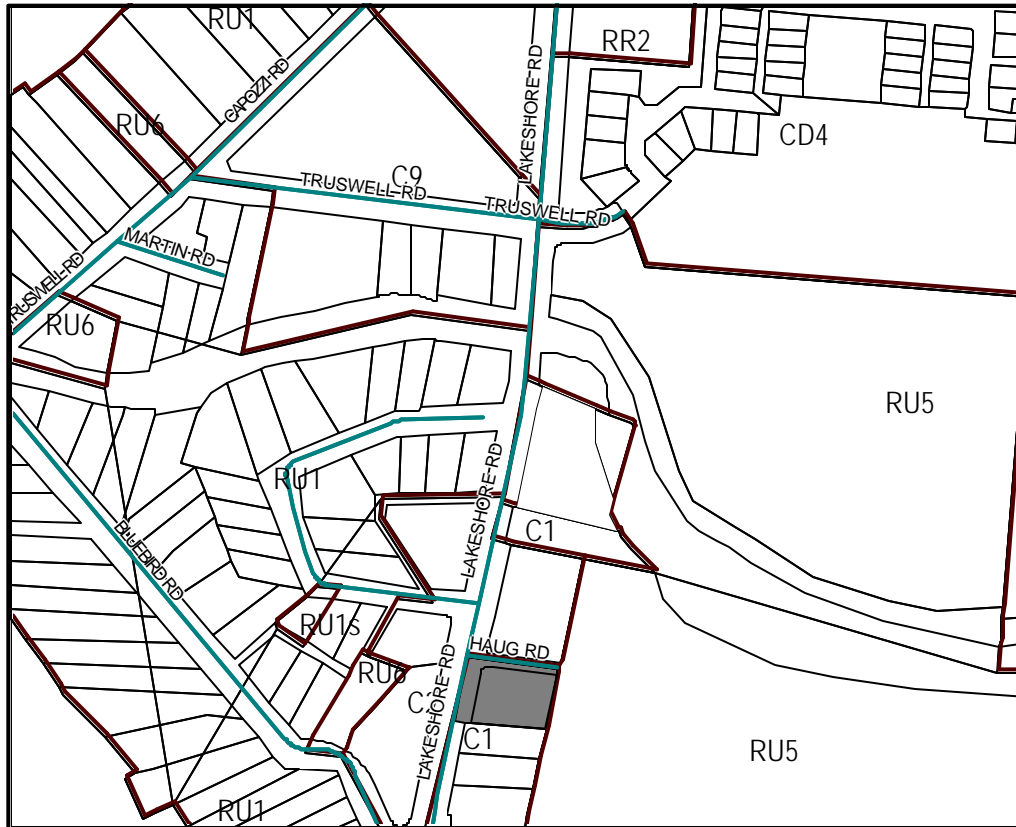 RU1
RR2
CAPOZZI RD
LAKESHORE RD
RU6
CD4
C9
TRUSWELL RD
TRUSWELL RD
MARTIN RD
TRUSWELL RD
RU6
RU5
RU1
LAKESHORE RD
C1
BLUEBIRD RD
RU1s
HAUG RD
RU6
LAKESHORE RD
C1
RU5
RU1